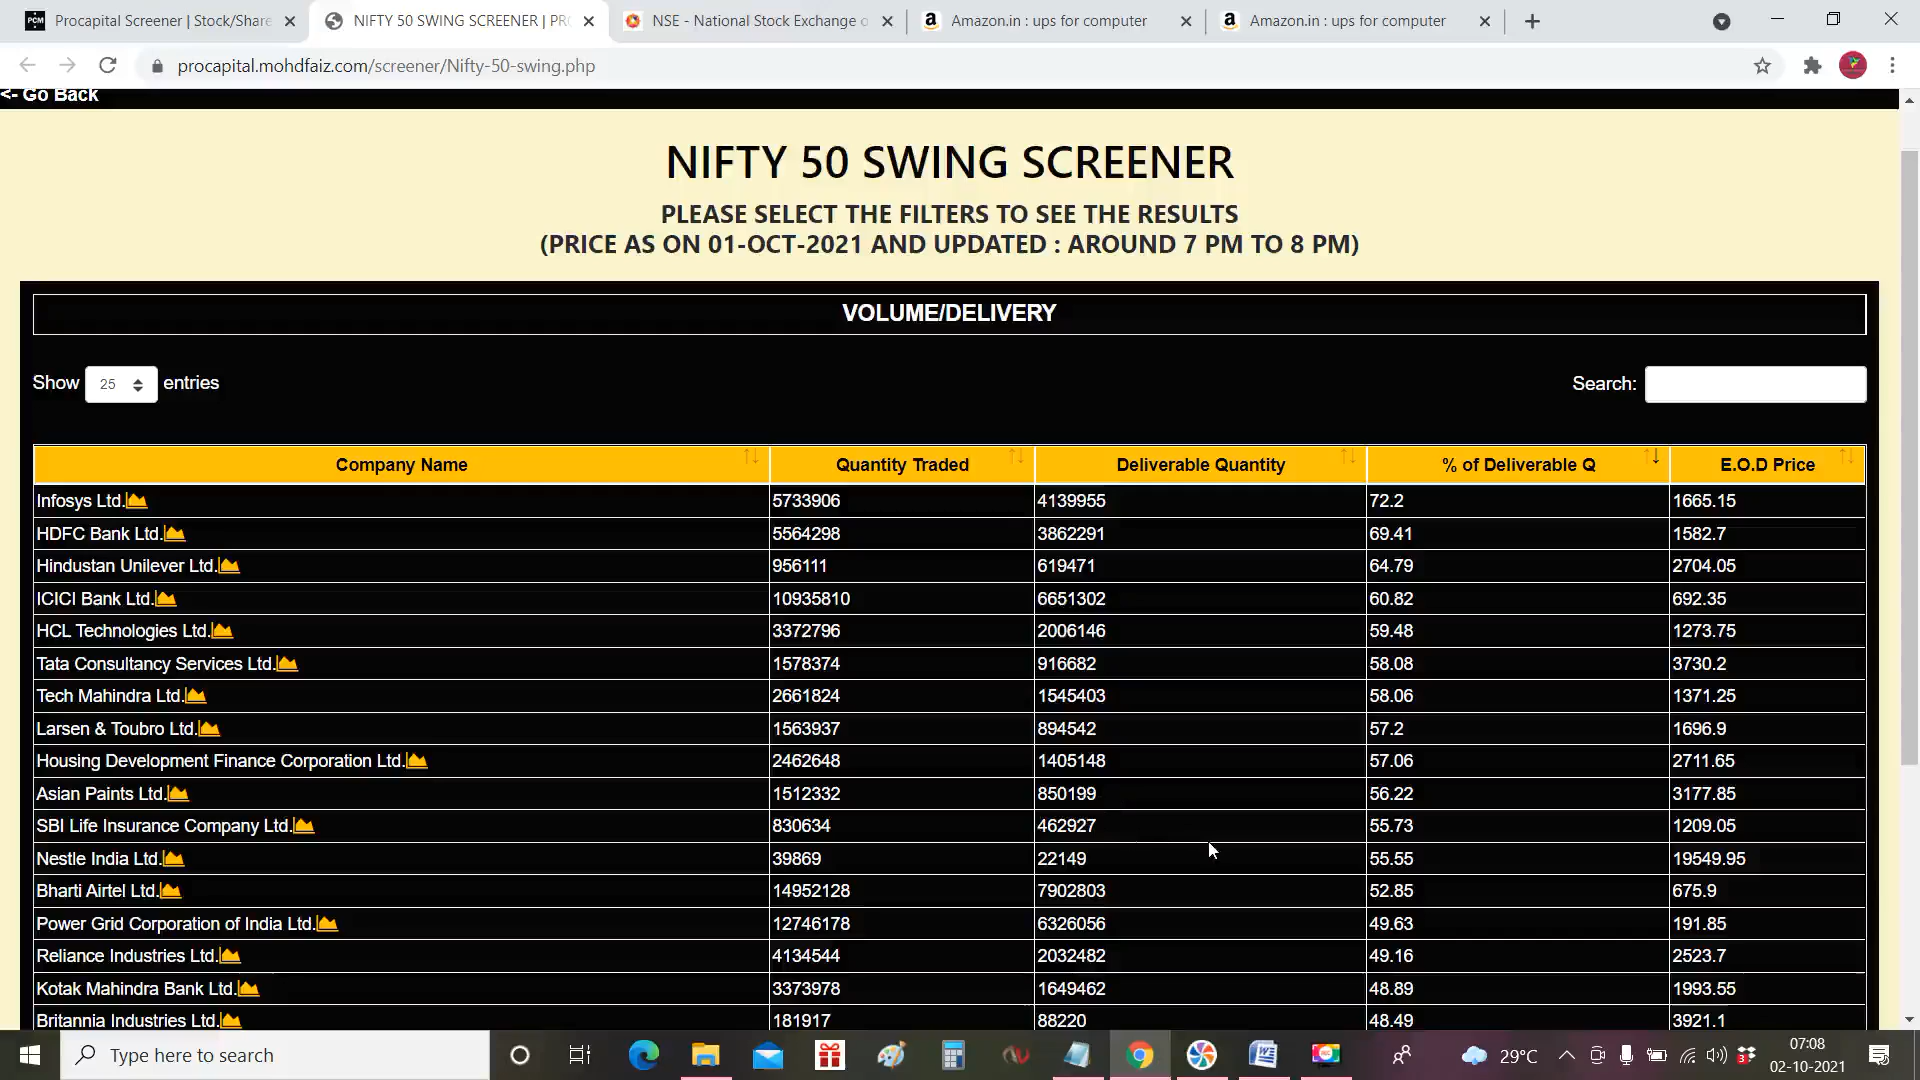 Procapital Screener | Stock/Share
NIFTY 50 SWING SCREENER | PR
NSE - National Stock Exchange o
Amazon.in : ups for computer
Amazon.in : ups for computer
procapital.mohdfaiz.com/screener/Nifty-50-swing.php
<- Go Back
NIFTY 50 SWING SCREENER
PLEASE SELECT THE FILTERS TO SEE THE RESULTS
(PRICE AS ON 01-OCT-2021 AND UPDATED : AROUND 7 PM TO 8 PM)
VOLUME/DELIVERY
Show 25 entries Search:
Company Name Quantity Traded Deliverable Quantity % of Deliverable Q E.O.D Price
Infosys Ltd. 5733906 4139955 72.2 1665.15
HDFC Bank Ltd. 5564298 3862291 69.41 1582.7
Hindustan Unilever Ltd. 956111 619471 64.79 2704.05
ICICI Bank Ltd. 10935810 6651302 60.82 692.35
HCL Technologies Ltd. 3372796 2006146 59.48 1273.75
Tata Consultancy Services Ltd. 1578374 916682 58.08 3730.2
Tech Mahindra Ltd. 2661824 1545403 58.06 1371.25
Larsen & Toubro Ltd. 1563937 894542 57.2 1696.9
Housing Development Finance Corporation Ltd. 2462648 1405148 57.06 2711.65
Asian Paints Ltd. 1512332 850199 56.22 3177.85
SBI Life Insurance Company Ltd. 830634 462927 55.73 1209.05
Nestle India Ltd. 39869 22149 55.55 19549.95
Bharti Airtel Ltd. 14952128 7902803 52.85 675.9
Power Grid Corporation of India Ltd. 12746178 6326056 49.63 191.85
Reliance Industries Ltd. 4134544 2032482 49.16 2523.7
Kotak Mahindra Bank Ltd. 3373978 1649462 48.89 1993.55
Britannia Industries Ltd. 181917 88220 48.49 3921.1
Type here to search
29°C
07:08
02-10-2021